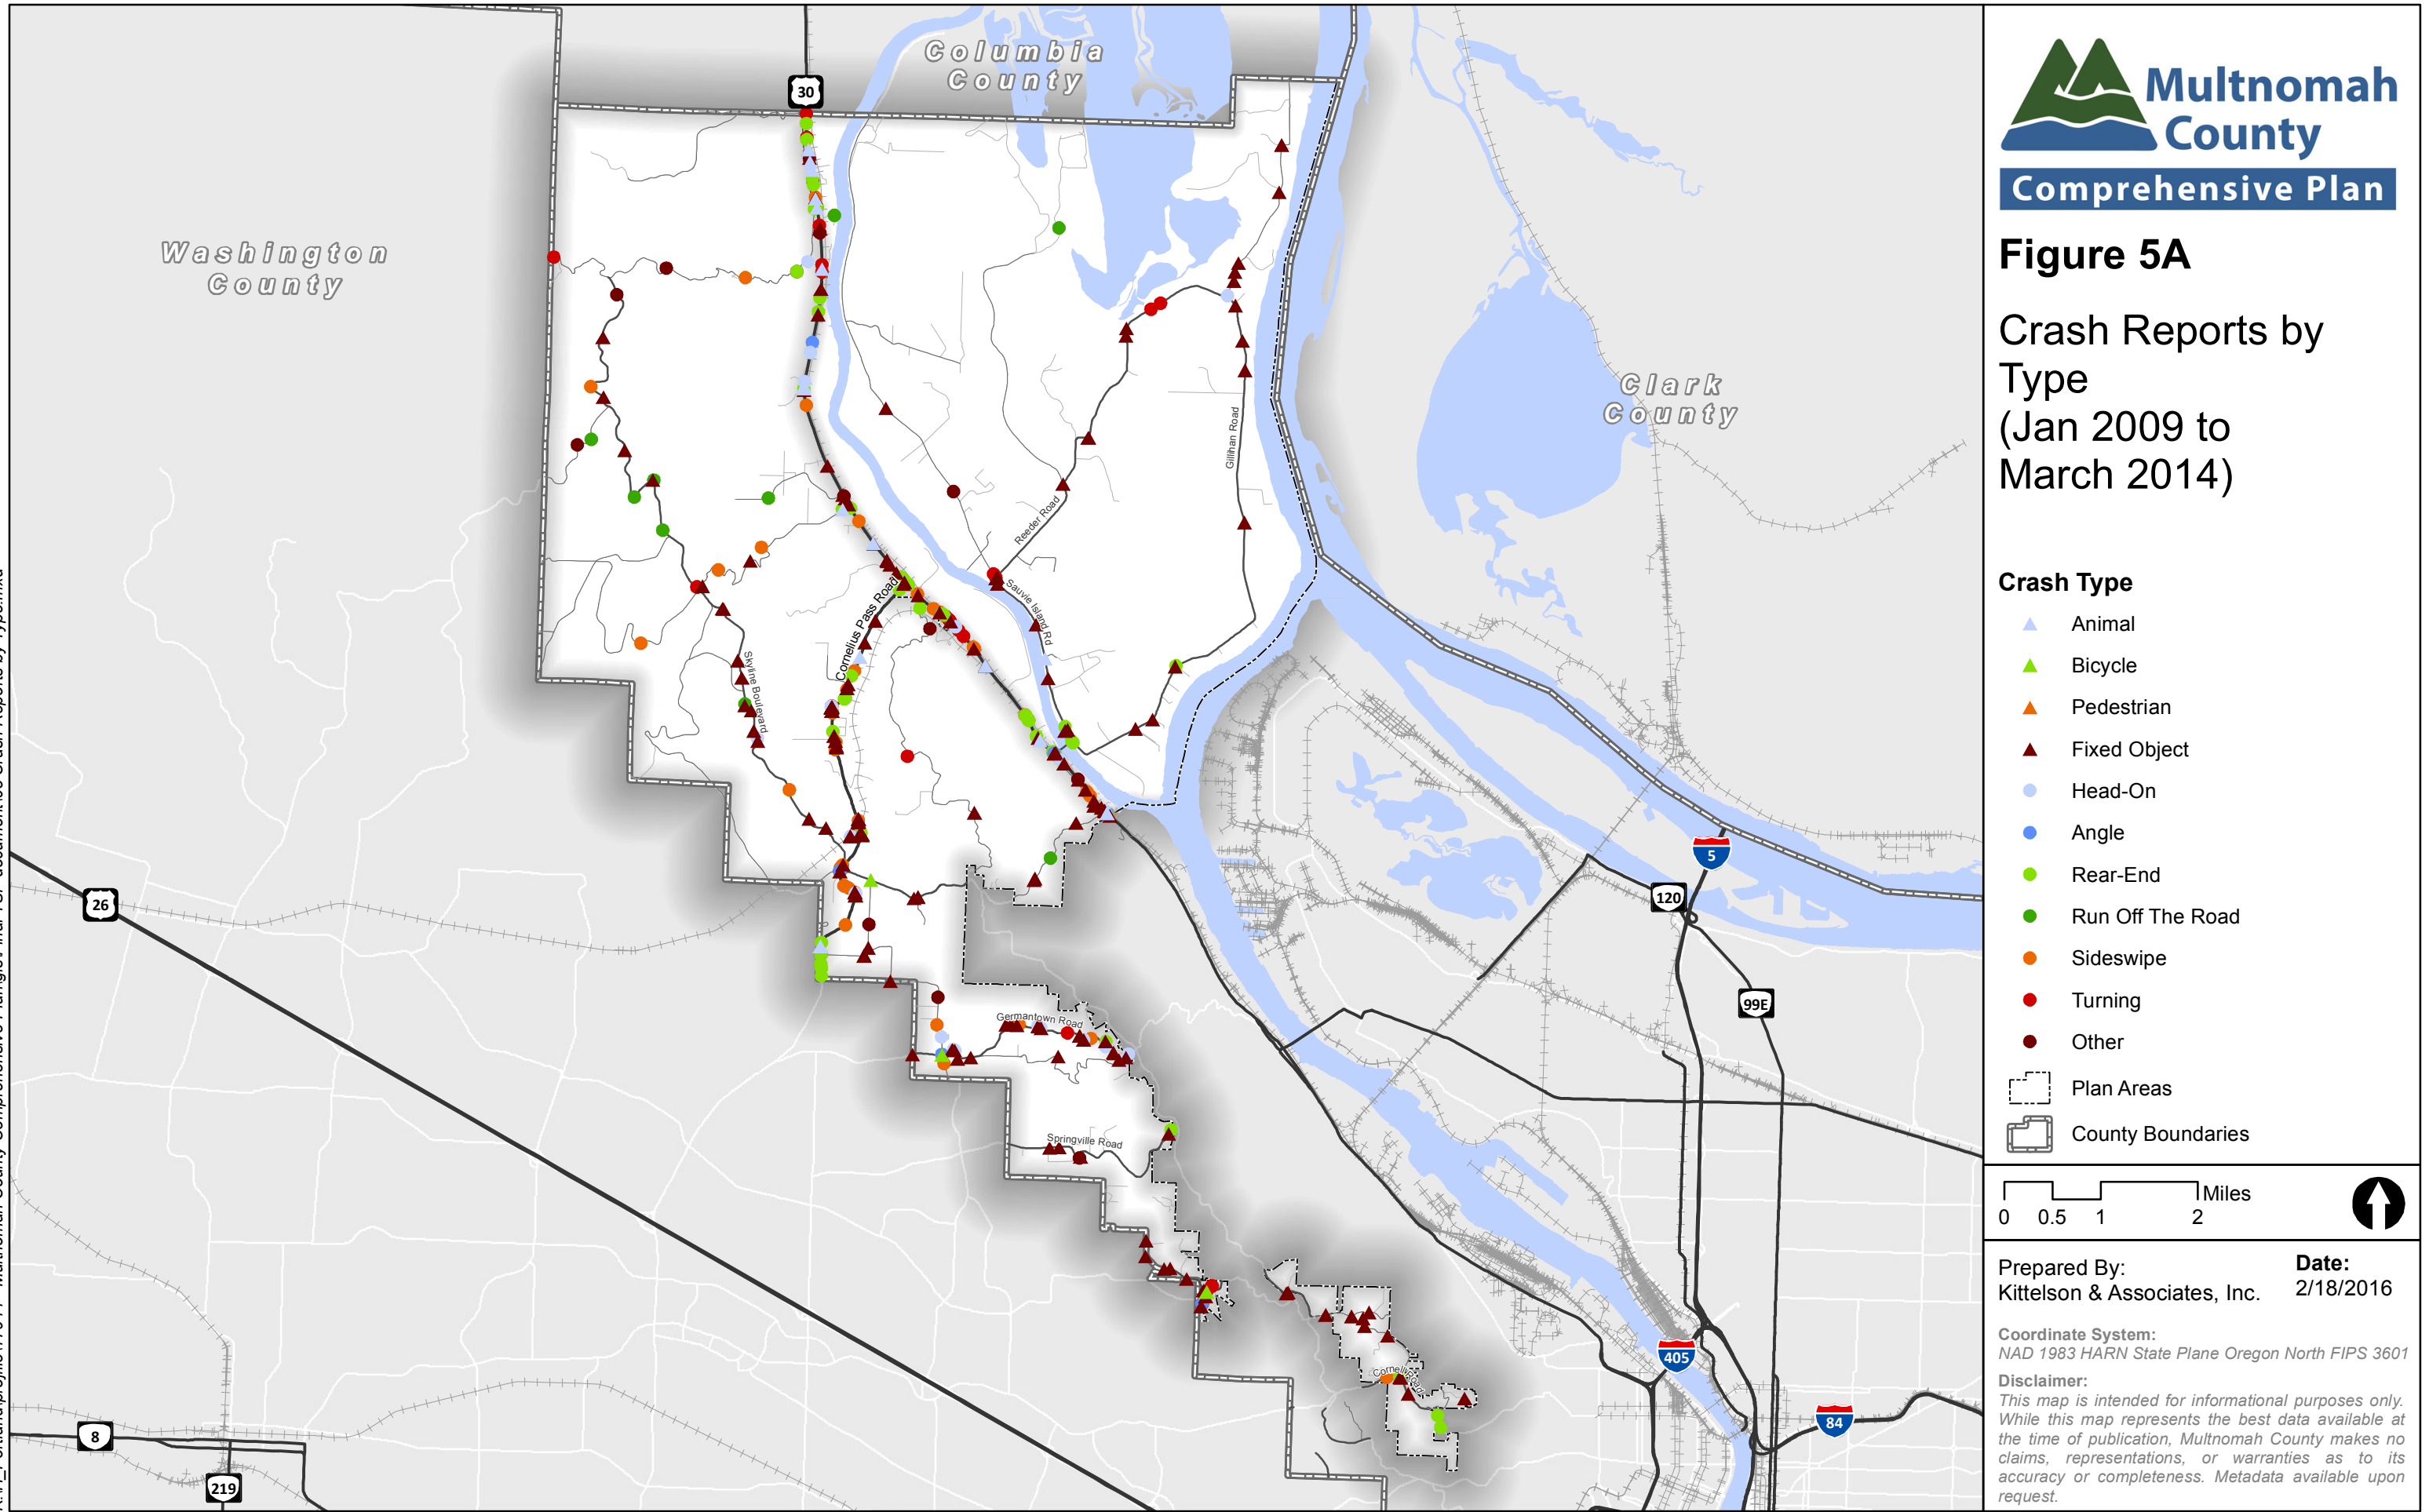 Columbia
County
30
Washington
County
Clark
County
Gillihan Road
Reeder Road
Sauvie Island Rd
Cornelius Pass Road
Skyline Boulevard
5
120
26
99E
Germantown Road
Springville Road
405
Cornell Road
84
8
219
Multnomah
County
Comprehensive Plan
Figure 5A
Crash Reports by
Type
(Jan 2009 to
March 2014)
Crash Type
Animal
Bicycle
Pedestrian
Fixed Object
Head-On
Angle
Rear-End
Run Off The Road
Sideswipe
Turning
Other
Plan Areas
County Boundaries
Miles
0 0.5 1 2
Prepared By:
Kittelson & Associates, Inc.
Date:
2/18/2016
Coordinate System:
NAD 1983 HARN State Plane Oregon North FIPS 3601
Disclaimer:
This map is intended for informational purposes only.
While this map represents the best data available at
the time of publication, Multnomah County makes no
claims, representations, or warranties as to its
accuracy or completeness. Metadata available upon
request.